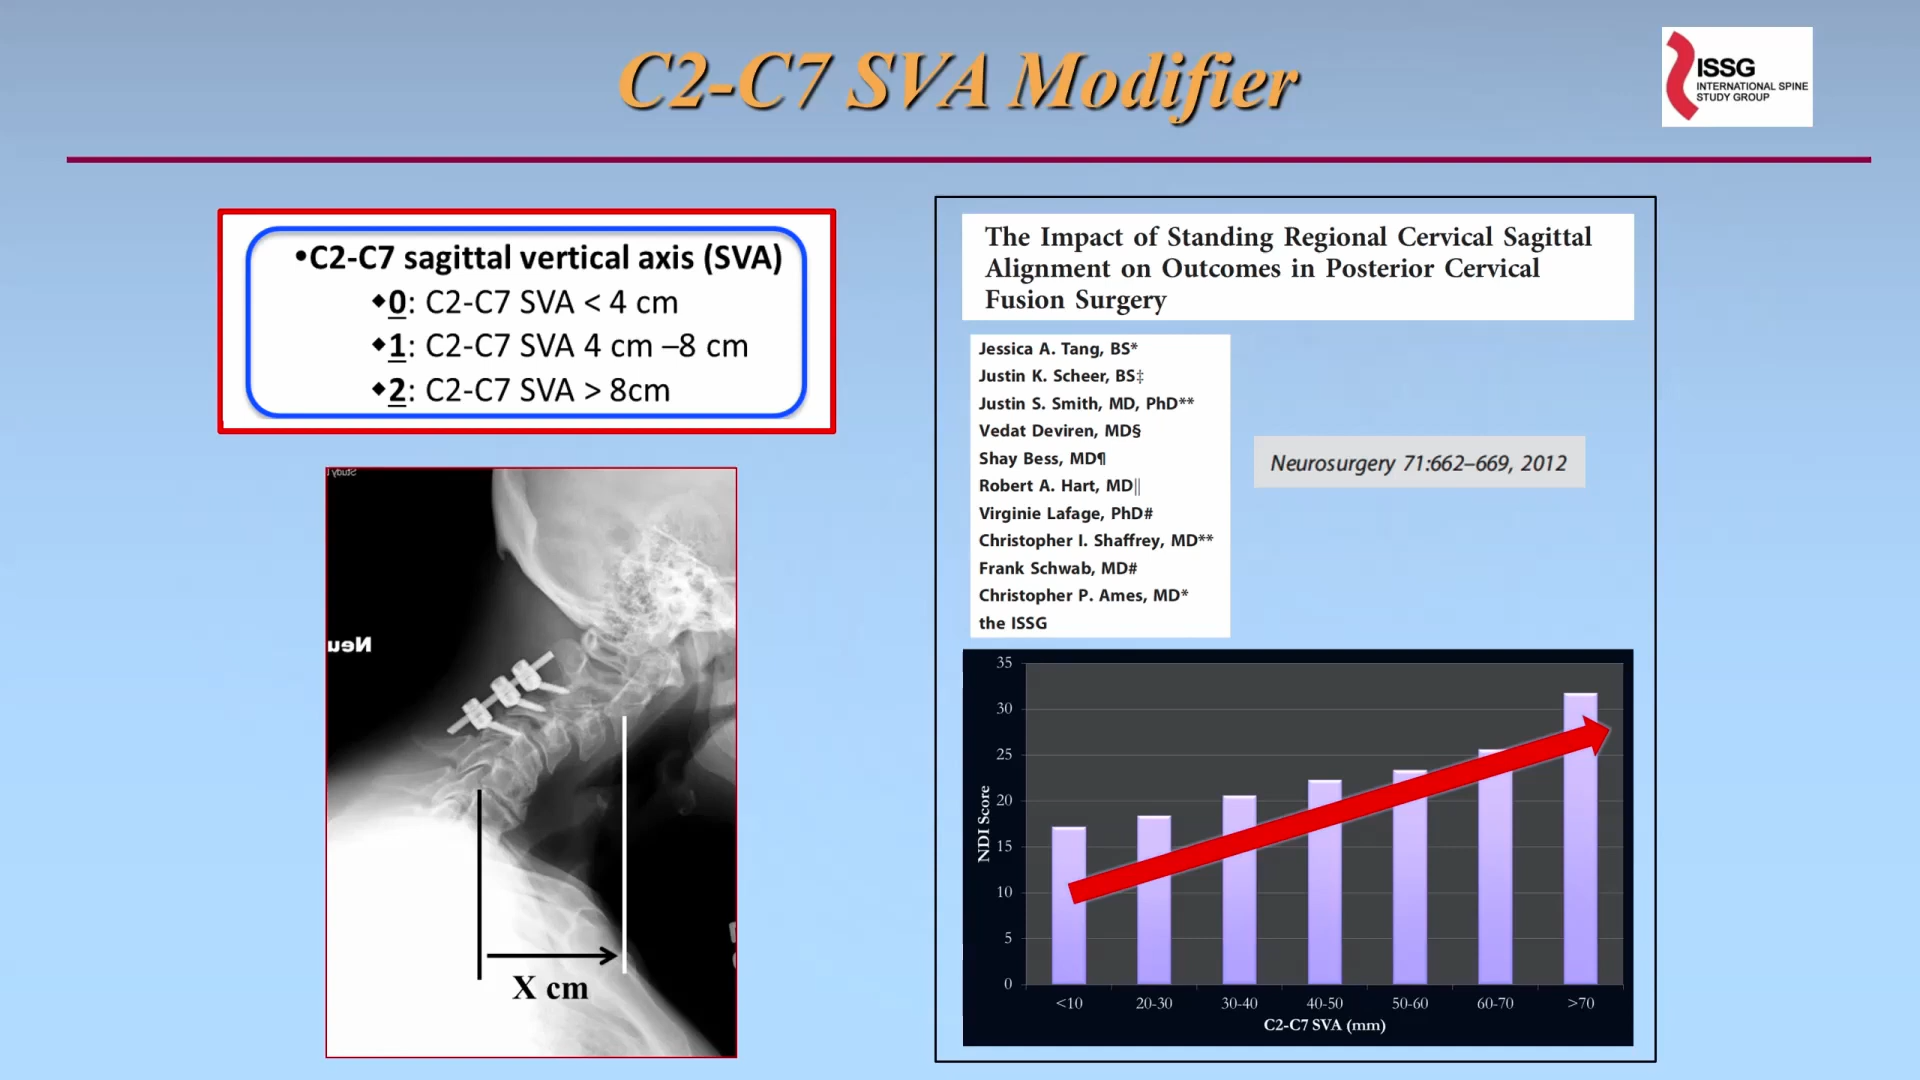 C2-C7 SVA Modifier
ISSG
INTERNATIONAL SPINE
STUDY GROUP
•C2-C7 sagittal vertical axis (SVA)
◆0: C2-C7 SVA < 4 cm
◆1: C2-C7 SVA 4 cm –8 cm
◆2: C2-C7 SVA > 8cm
Neu
X cm
The Impact of Standing Regional Cervical Sagittal
Alignment on Outcomes in Posterior Cervical
Fusion Surgery
Jessica A. Tang, BS*
Justin K. Scheer, BS‡
Justin S. Smith, MD, PhD**
Vedat Deviren, MD§
Shay Bess, MD¶
Robert A. Hart, MD||
Virginie Lafage, PhD#
Christopher I. Shaffrey, MD**
Frank Schwab, MD#
Christopher P. Ames, MD*
the ISSG
Neurosurgery 71:662–669, 2012
35
30
25
20
15
10
5
0
NDI Score
<10 20-30 30-40 40-50 50-60 60-70 >70
C2-C7 SVA (mm)